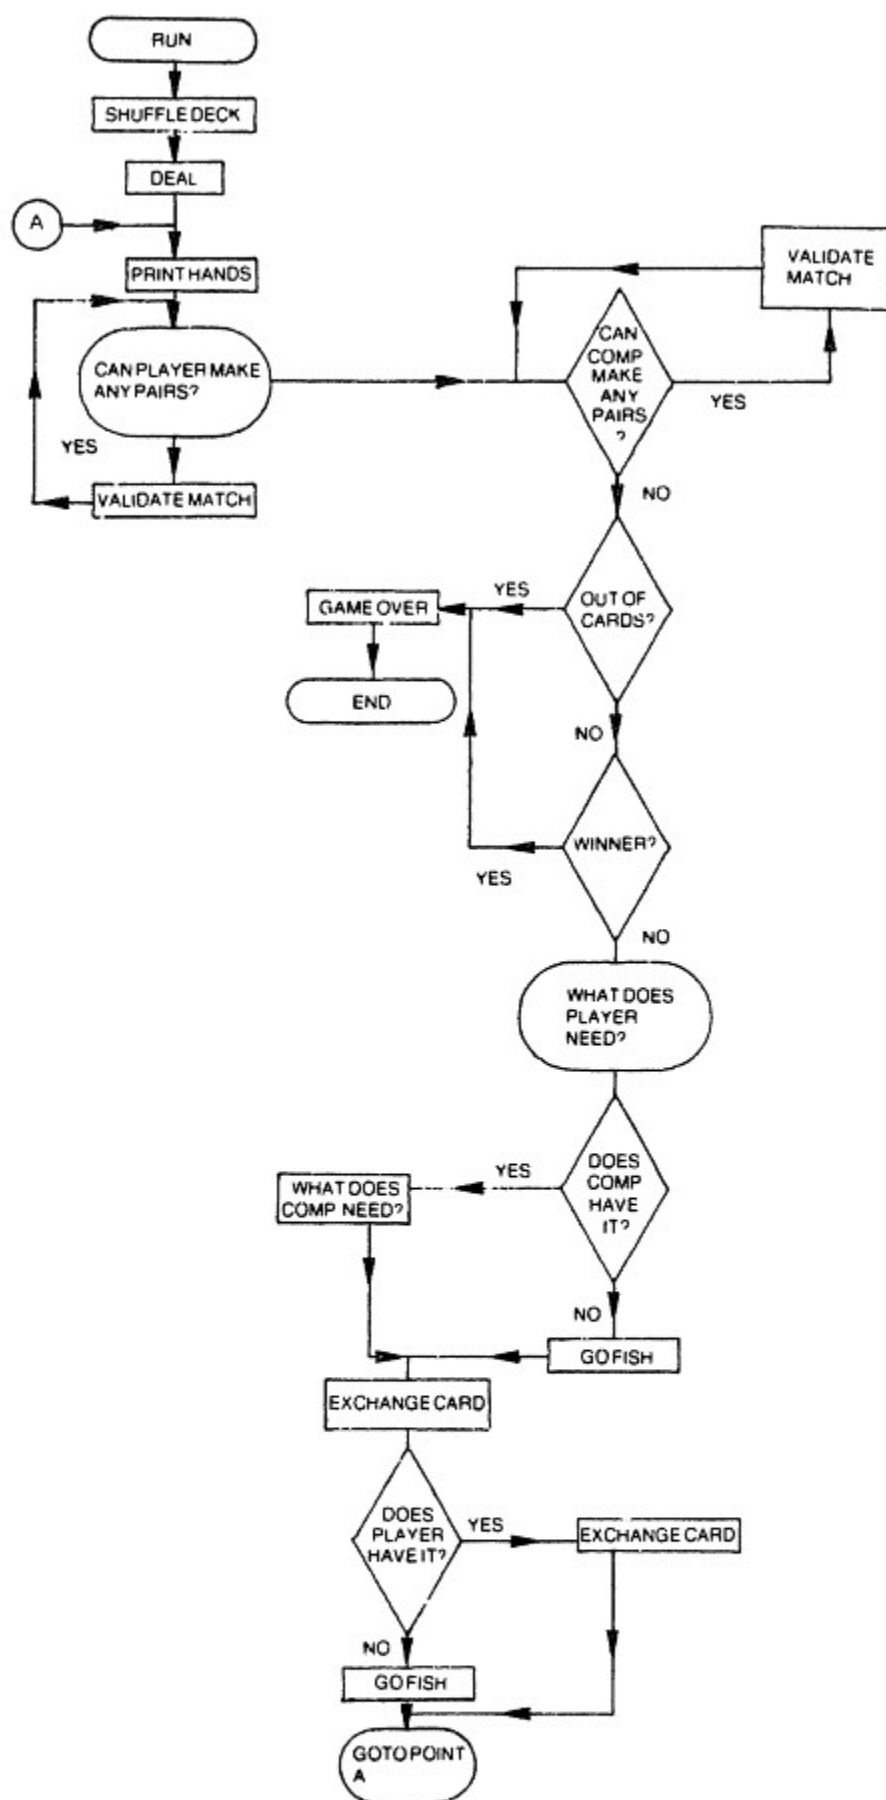 RUN
SHUFFLE DECK
DEAL
A
PRINT HANDS
CAN PLAYER MAKE
ANY PAIRS?
YES
VALIDATE MATCH
VALIDATE
MATCH
CAN
COMP
MAKE
ANY
PAIRS
?
YES
NO
OUT OF
CARDS?
YES
GAME OVER
END
NO
WINNER?
YES
NO
WHAT DOES
PLAYER
NEED?
DOES
COMP
HAVE
IT?
YES
WHAT DOES
COMP NEED?
NO
GO FISH
EXCHANGE CARD
DOES
PLAYER
HAVE IT?
YES
EXCHANGE CARD
NO
GO FISH
GOTO POINT
A